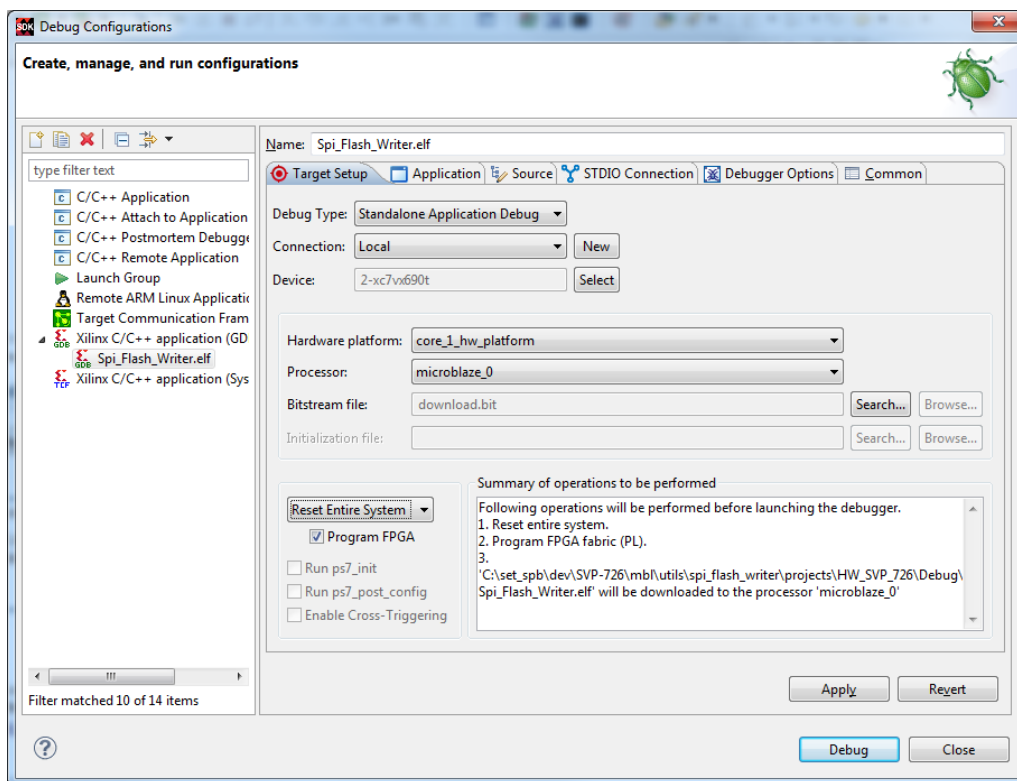 SDK Debug Configurations
Create, manage, and run configurations
type filter text
C/C++ Application
C/C++ Attach to Application
C/C++ Postmortem Debugge
C/C++ Remote Application
Launch Group
Remote ARM Linux Applicatic
Target Communication Fram
GDB Xilinx C/C++ application (GD
GDB Spi_Flash_Writer.elf
TCF Xilinx C/C++ application (Sys
Filter matched 10 of 14 items
Name: Spi_Flash_Writer.elf
Target Setup Application Source STDIO Connection Debugger Options Common
Debug Type: Standalone Application Debug
Connection: Local New
Device: 2-xc7vx690t Select
Hardware platform: core_1_hw_platform
Processor: microblaze_0
Bitstream file: download.bit Search... Browse...
Initialization file: Search... Browse...
Reset Entire System
Program FPGA
Run ps7_init
Run ps7_post_config
Enable Cross-Triggering
Summary of operations to be performed
Following operations will be performed before launching the debugger.
1. Reset entire system.
2. Program FPGA fabric (PL).
3.
'C:\set_spb\dev\SVP-726\mbl\utils\spi_flash_writer\projects\HW_SVP_726\Debug\
Spi_Flash_Writer.elf' will be downloaded to the processor 'microblaze_0'
Apply Revert
? Debug Close